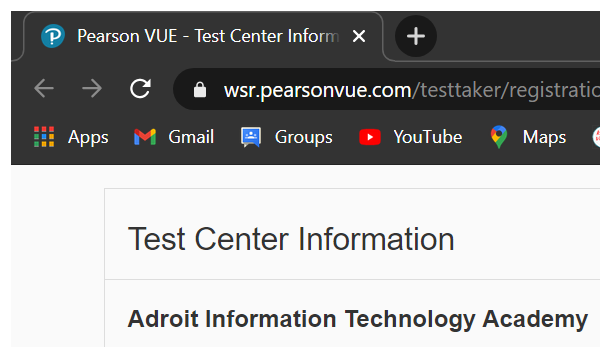 Pearson VUE - Test Center Inform
wsr.pearsonvue.com/testtaker/registratio
Apps Gmail Groups YouTube Maps
Test Center Information
Adroit Information Technology Academy